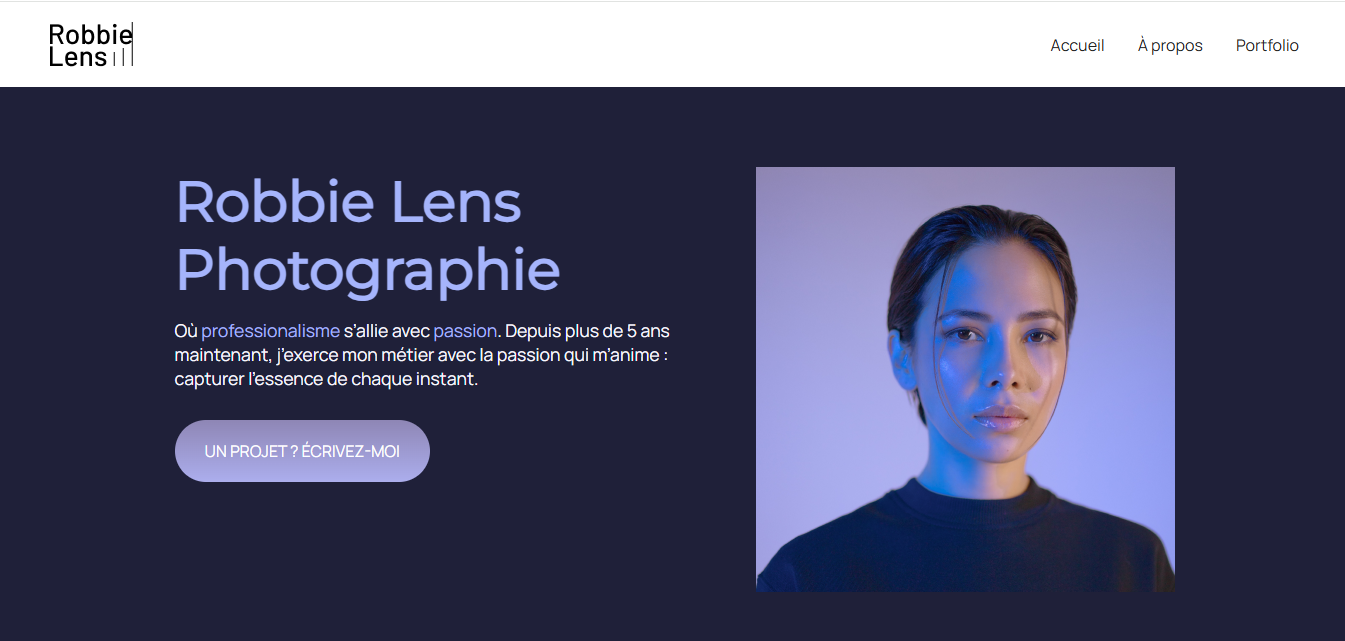 Robbie
Lens
Accueil
À propos
Portfolio
Robbie Lens
Photographie
Où professionalisme s'allie avec passion. Depuis plus de 5 ans
maintenant, j'exerce mon métier avec la passion qui m'anime :
capturer l'essence de chaque instant.
UN PROJET ? ÉCRIVEZ-MOI